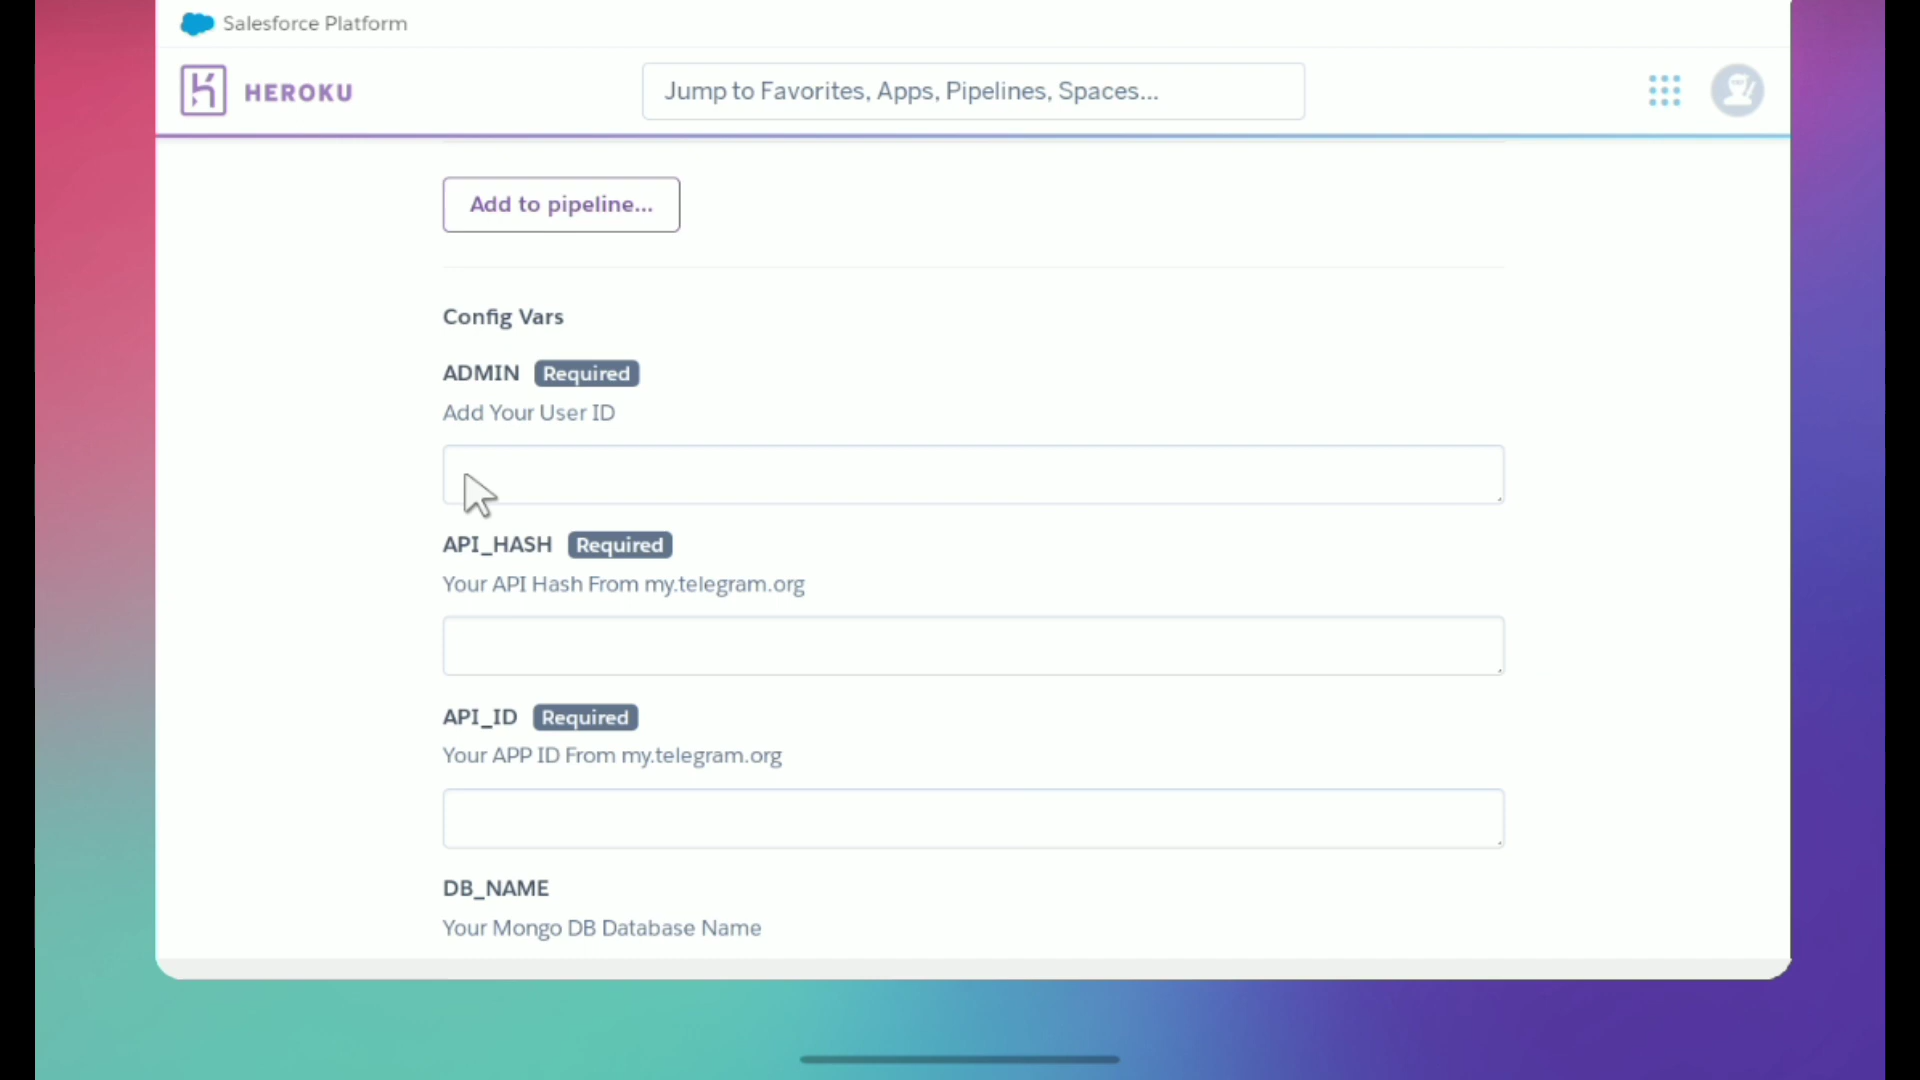 Salesforce Platform
HEROKU
Jump to Favorites, Apps, Pipelines, Spaces...
Add to pipeline...
Config Vars
ADMIN Required
Add Your User ID
API_HASH Required
Your API Hash From my.telegram.org
API_ID Required
Your APP ID From my.telegram.org
DB_NAME
Your Mongo DB Database Name